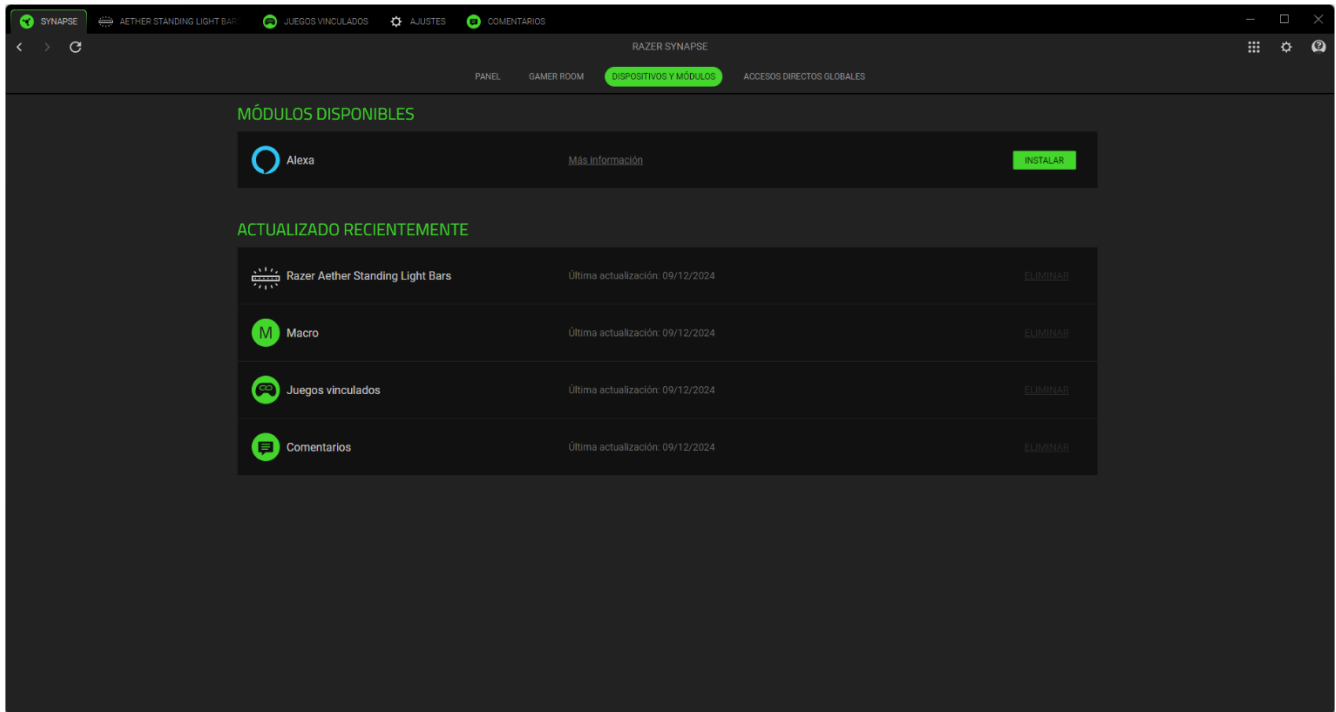 SYNAPSE AETHER STANDING LIGHT BARS JUEGOS VINCULADOS AJUSTES COMENTARIOS
RAZER SYNAPSE
PANEL GAMER ROOM DISPOSITIVOS Y MÓDULOS ACCESOS DIRECTOS GLOBALES
MÓDULOS DISPONIBLES
Alexa Más información INSTALAR
ACTUALIZADO RECIENTEMENTE
Razer Aether Standing Light Bars Última actualización: 09/12/2024 ELIMINAR
M Macro Última actualización: 09/12/2024 ELIMINAR
Juegos vinculados Última actualización: 09/12/2024 ELIMINAR
Comentarios Última actualización: 09/12/2024 ELIMINAR